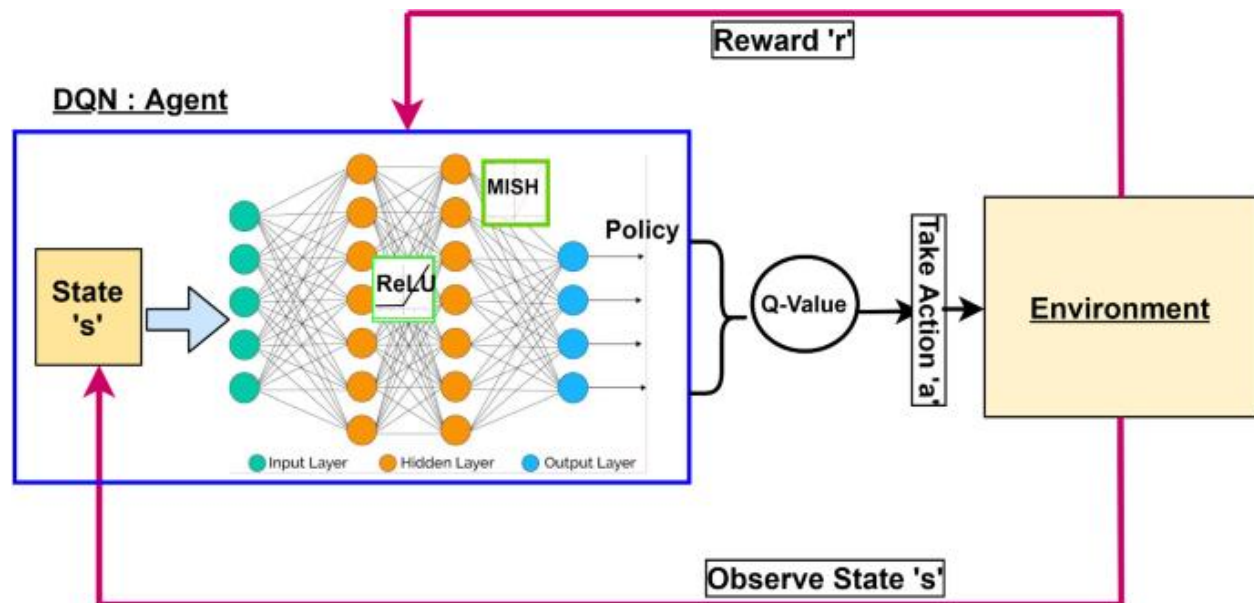 Reward 'r'
DQN : Agent
MISH
Policy
State
's'
ReLU
Q-Value
Take Action 'a'
Environment
Input Layer
Hidden Layer
Output Layer
Observe State 's'